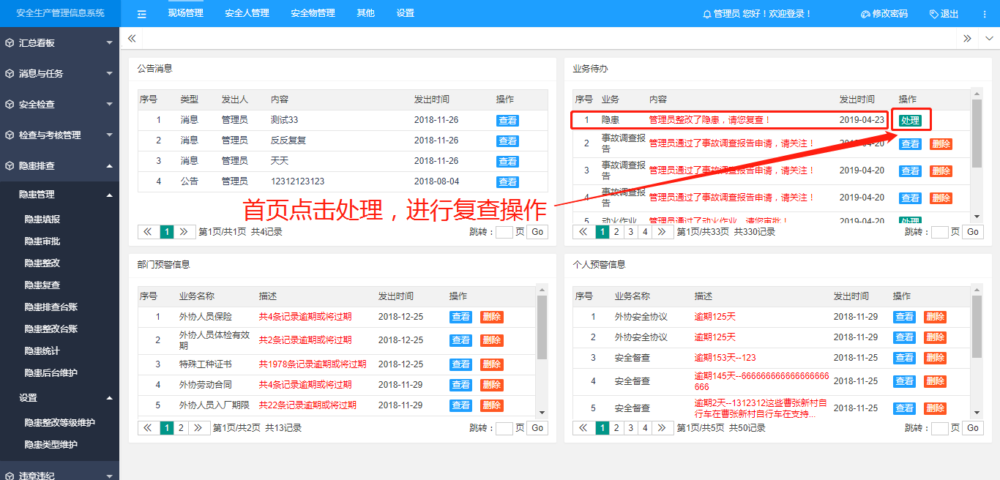 安全生产管理信息系统 现场管理 安全人管理 安全物管理 其他 设置 管理员 您好！欢迎登录！ 修改密码 退出
汇总看板
消息与任务
安全检查
检查与考核管理
隐患排查
隐患管理
隐患填报
隐患审批
隐患整改
隐患复查
隐患排查台账
隐患整改台账
隐患统计
隐患后台维护
设置
隐患整改等级维护
隐患类型维护
违章违纪
公告消息
序号 类型 发出人 内容 发出时间 操作
1 消息 管理员 测试33 2018-11-26 查看
2 消息 管理员 反反复复 2018-11-26 查看
3 消息 管理员 天天 2018-11-26 查看
4 公告 管理员 12312123123 2018-08-04 查看
1 第1页/共1页 共4记录 跳转： 页 Go
业务待办
序号 业务 内容 发出时间 操作
1 隐患 管理员整改了隐患，请您复查！ 2019-04-23 处理
2 事故调查报告 管理员通过了事故调查报告申请，请关注！ 2019-04-20 查看 删除
3 事故调查报告 管理员通过了事故调查报告申请，请关注！ 2019-04-20 查看 删除
4 事故调查报告 管理员通过了事故调查报告申请，请关注！ 2019-04-20 查看 删除
5 动火作业 管理员通过了动火作业，请您审批！ 2019-04-20 处理
1 2 3 4 第1页/共33页 共330记录 跳转： 页 Go
首页点击处理，进行复查操作
部门预警信息
序号 业务名称 描述 发出时间 操作
1 外协人员保险 共4条记录逾期或将过期 2018-12-25 查看 删除
2 外协人员体检有效期 共2条记录逾期或将过期 2018-12-25 查看 删除
3 特殊工种证书 共1978条记录逾期或将过期 2018-12-25 查看 删除
4 外协劳动合同 共4条记录逾期或将过期 2018-11-29 查看 删除
5 外协人员入厂期限 共22条记录逾期或将过期 2018-11-29 查看 删除
1 2 第1页/共2页 共13记录 跳转： 页 Go
个人预警信息
序号 业务名称 描述 发出时间 操作
1 外协安全协议 逾期125天 2018-11-29 查看 删除
2 外协安全协议 逾期125天 2018-11-29 查看 删除
3 安全督查 逾期153天--123 2018-11-25 查看 删除
4 安全督查 逾期145天--666666666666666666666 2018-11-25 查看 删除
5 安全督查 逾期2天--1312312这些曹张新村自行车在曹张新村自行车在支持... 2018-11-25 查看 删除
1 2 3 4 第1页/共5页 共50记录 跳转： 页 Go